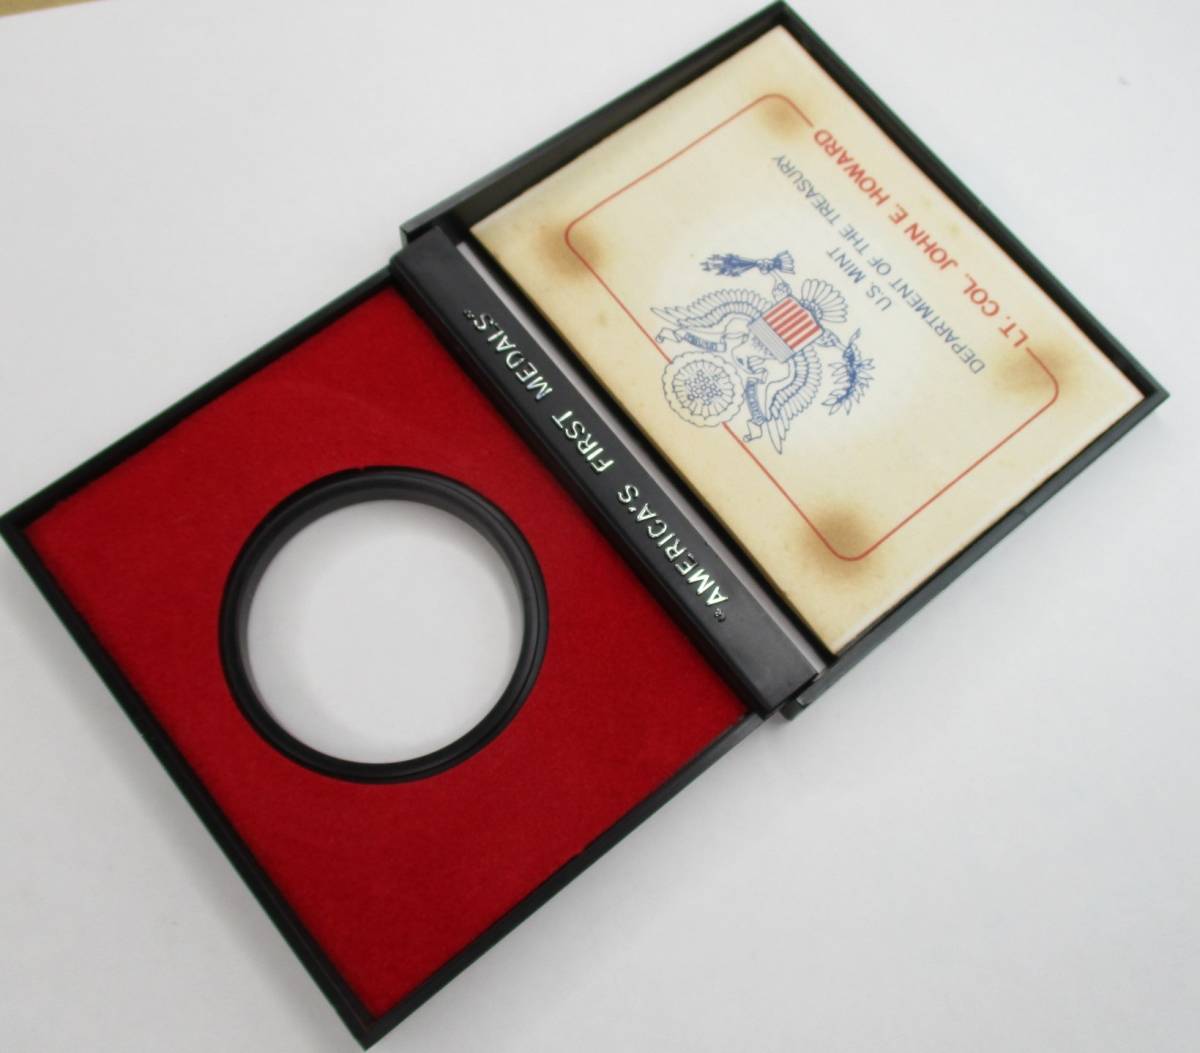 LT. COL. JOHN E. HOWARD
DEPARTMENT OF THE TREASURY
U.S. MINT
"AMERICA'S FIRST MEDALS"